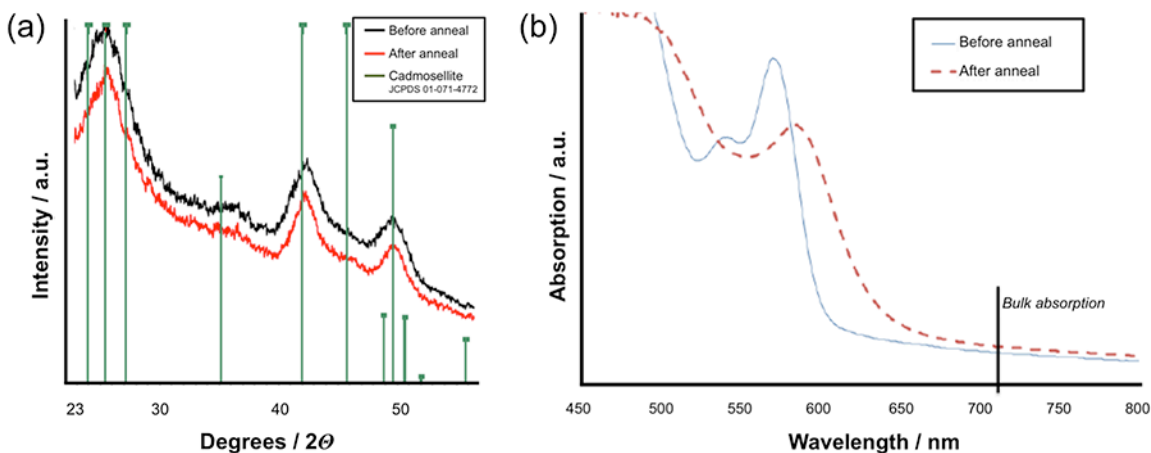 (a)
Before anneal
After anneal
Cadmosellite
JCPDS 01-071-4772
Intensity / a.u.
23 30 40 50
Degrees / 2Θ
(b)
Before anneal
After anneal
Absorption / a.u.
Bulk absorption
450 500 550 600 650 700 750 800
Wavelength / nm